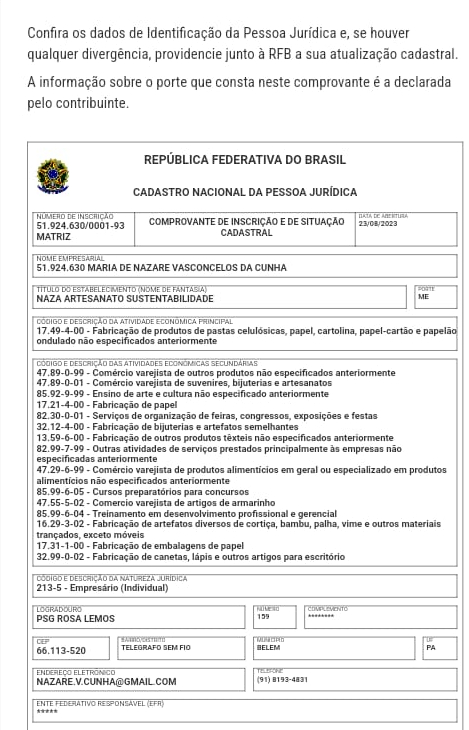 Confira os dados de Identificação da Pessoa Jurídica e, se houver
qualquer divergência, providencie junto à RFB a sua atualização cadastral.
A informação sobre o porte que consta neste comprovante é a declarada
pelo contribuinte.
REPÚBLICA FEDERATIVA DO BRASIL
CADASTRO NACIONAL DA PESSOA JURÍDICA
NÚMERO DE INSCRIÇÃO
51.924.630/0001-93
MATRIZ
COMPROVANTE DE INSCRIÇÃO E DE SITUAÇÃO
CADASTRAL
DATA DE ABERTURA
23/08/2023
NOME EMPRESARIAL
51.924.630 MARIA DE NAZARE VASCONCELOS DA CUNHA
TÍTULO DO ESTABELECIMENTO (NOME DE FANTASIA)
NAZA ARTESANATO SUSTENTABILIDADE
PORTE
ME
CÓDIGO E DESCRIÇÃO DA ATIVIDADE ECONÔMICA PRINCIPAL
17.49-4-00 - Fabricação de produtos de pastas celulósicas, papel, cartolina, papel-cartão e papelão
ondulado não especificados anteriormente
CÓDIGO E DESCRIÇÃO DAS ATIVIDADES ECONÔMICAS SECUNDÁRIAS
47.89-0-99 - Comércio varejista de outros produtos não especificados anteriormente
47.89-0-01 - Comércio varejista de suvenires, bijuterias e artesanatos
85.92-9-99 - Ensino de arte e cultura não especificado anteriormente
17.21-4-00 - Fabricação de papel
82.30-0-01 - Serviços de organização de feiras, congressos, exposições e festas
32.12-4-00 - Fabricação de bijuterias e artefatos semelhantes
13.59-6-00 - Fabricação de outros produtos têxteis não especificados anteriormente
82.99-7-99 - Outras atividades de serviços prestados principalmente às empresas não
especificadas anteriormente
47.29-6-99 - Comércio varejista de produtos alimentícios em geral ou especializado em produtos
alimentícios não especificados anteriormente
85.99-6-05 - Cursos preparatórios para concursos
47.55-5-02 - Comercio varejista de artigos de armarinho
85.99-6-04 - Treinamento em desenvolvimento profissional e gerencial
16.29-3-02 - Fabricação de artefatos diversos de cortiça, bambu, palha, vime e outros materiais
trançados, exceto móveis
17.31-1-00 - Fabricação de embalagens de papel
32.99-0-02 - Fabricação de canetas, lápis e outros artigos para escritório
CÓDIGO E DESCRIÇÃO DA NATUREZA JURÍDICA
213-5 - Empresário (Individual)
LOGRADOURO
PSG ROSA LEMOS
NÚMERO
159
COMPLEMENTO
********
CEP
66.113-520
BAIRRO/DISTRITO
TELEGRAFO SEM FIO
MUNICÍPIO
BELEM
UF
PA
ENDEREÇO ELETRÔNICO
NAZARE.V.CUNHA@GMAIL.COM
TELEFONE
(91) 8193-4831
ENTE FEDERATIVO RESPONSÁVEL (EFR)
*****